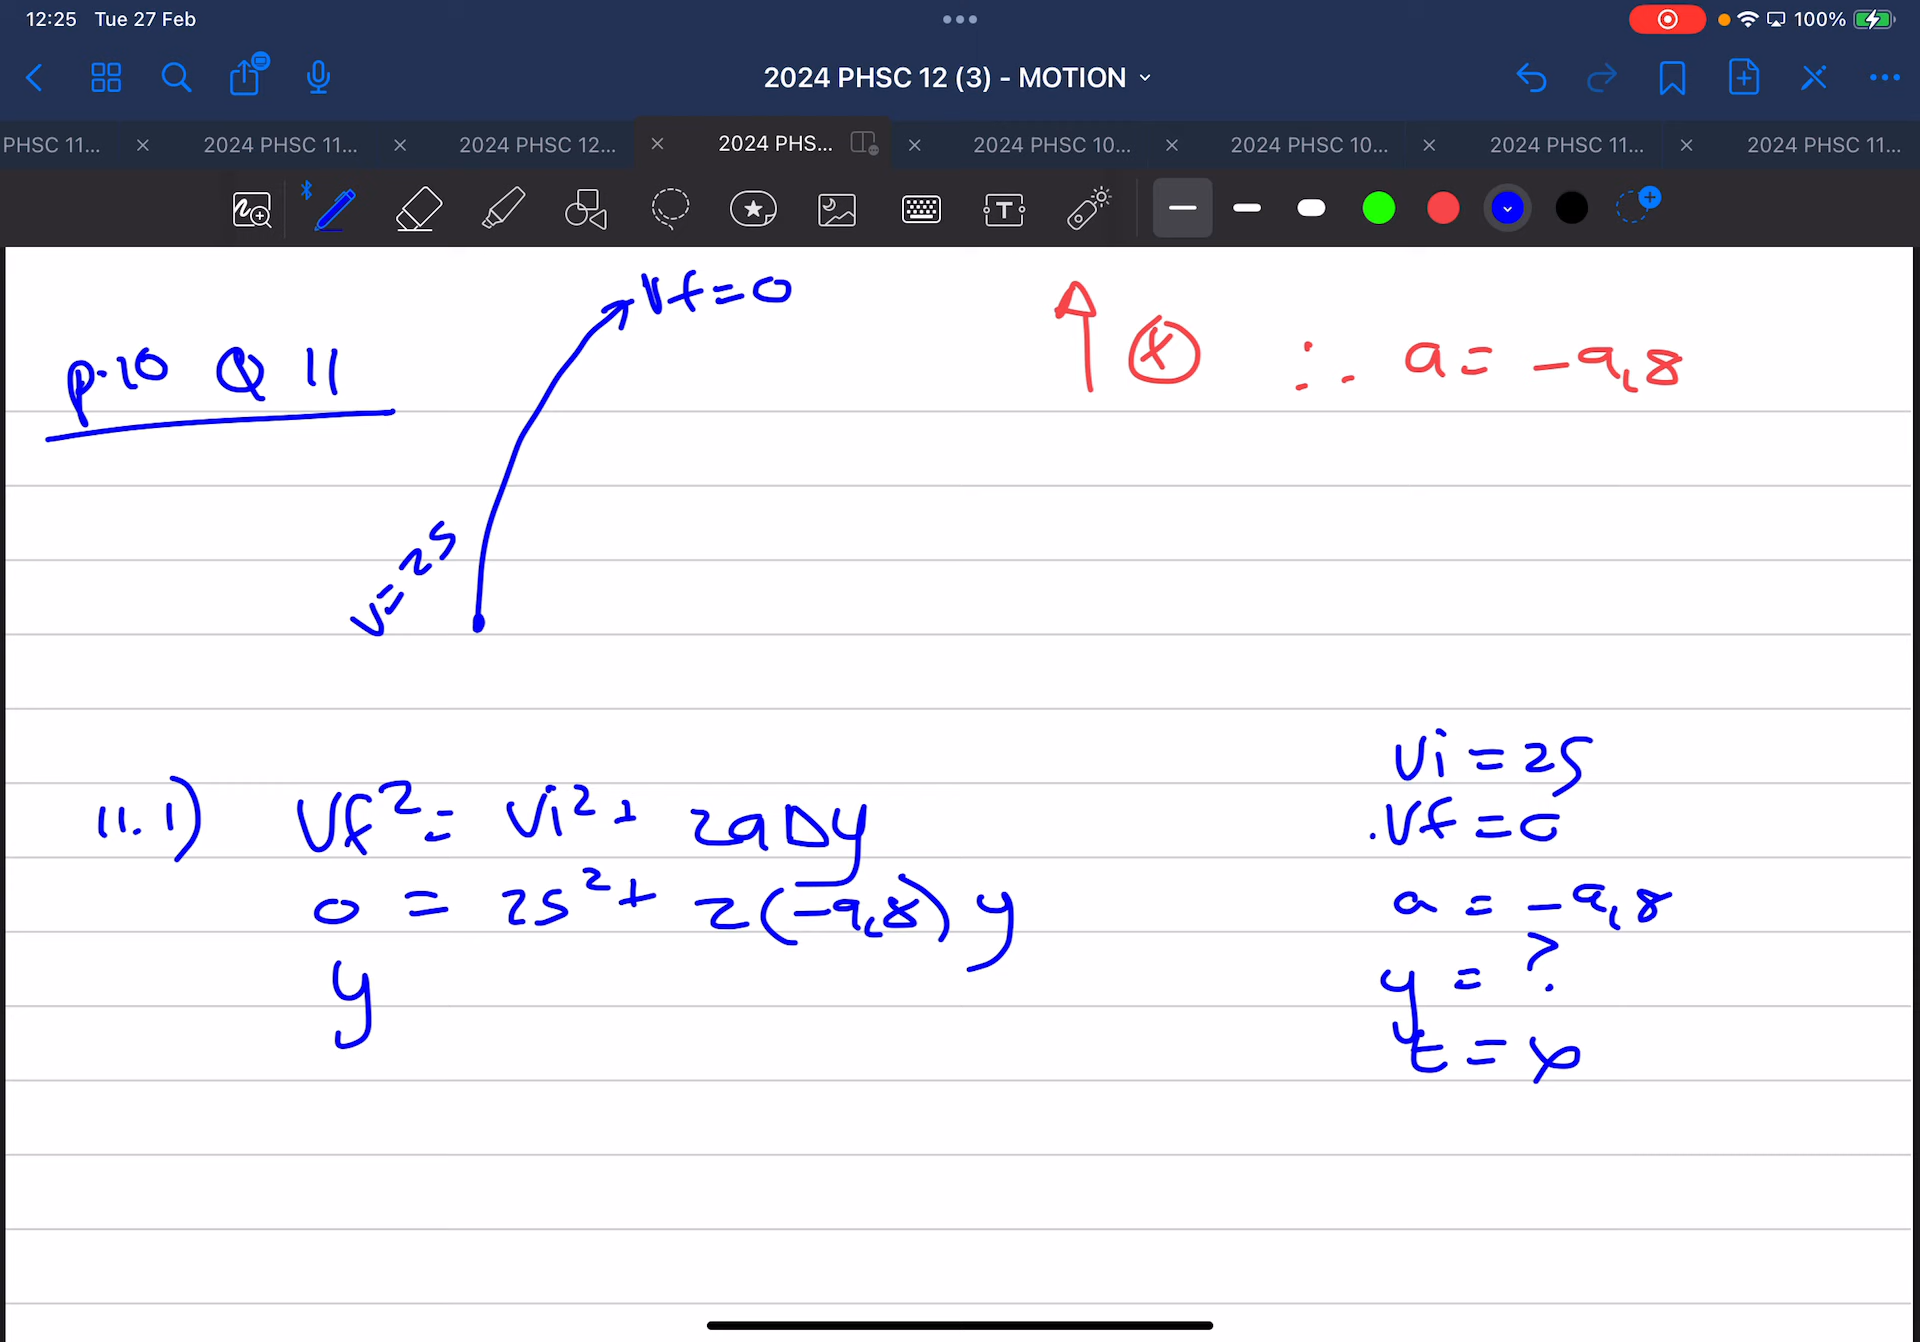 12:25 Tue 27 Feb
100%
2024 PHSC 12 (3) - MOTION
PHSC 11... 2024 PHSC 11... 2024 PHSC 12... 2024 PHS... 2024 PHSC 10... 2024 PHSC 10... 2024 PHSC 11... 2024 PHSC 11...
T
p.10 Q 11
Vf = 0
(+) ∴ a = -9,8
V = 25
11.1) Vf² = Vi² + 2aΔy
0 = 25² + 2(-9,8)y
y
Vi = 25
.Vf = 0
a = -9,8
y = ?
t = x